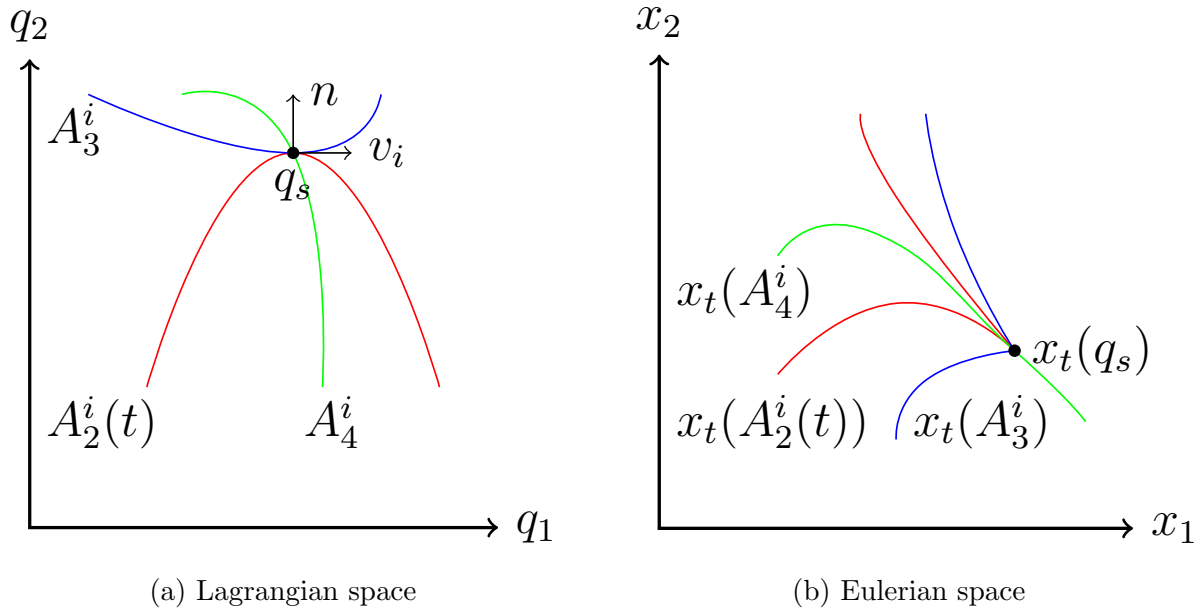 q₂
A₃ⁱ
n
vᵢ
qₛ
A₂ⁱ(t)
A₄ⁱ
q₁
(a) Lagrangian space
x₂
xₜ(A₄ⁱ)
xₜ(qₛ)
xₜ(A₂ⁱ(t))
xₜ(A₃ⁱ)
x₁
(b) Eulerian space